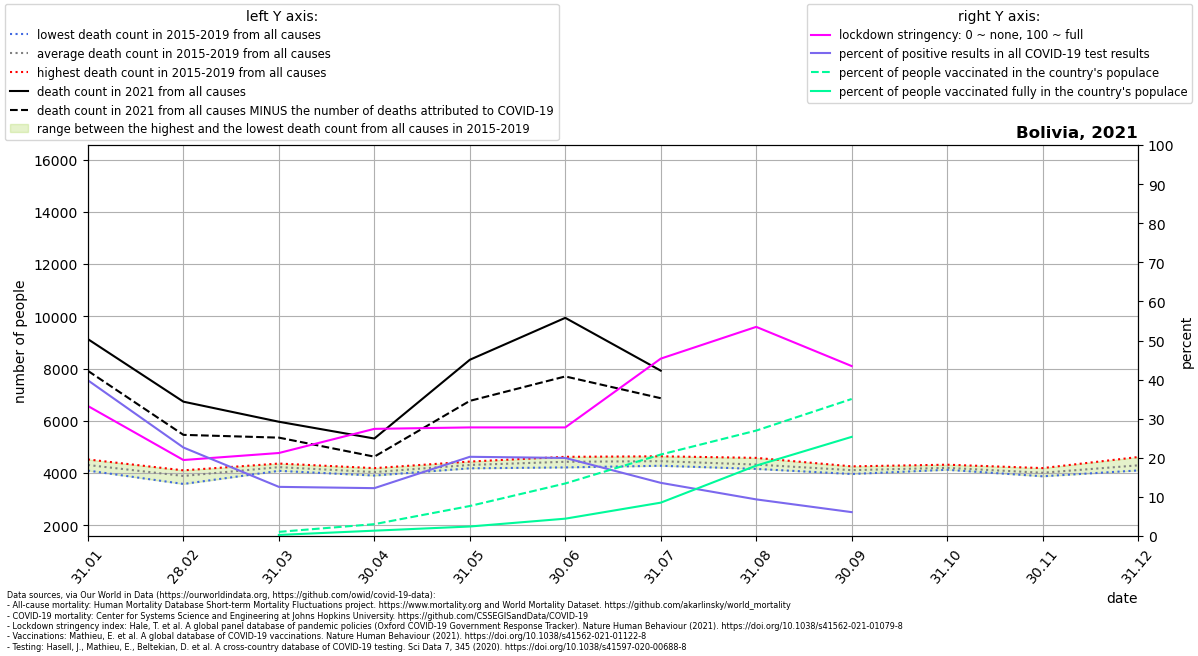 left Y axis:
lowest death count in 2015-2019 from all causes
average death count in 2015-2019 from all causes
highest death count in 2015-2019 from all causes
death count in 2021 from all causes
death count in 2021 from all causes MINUS the number of deaths attributed to COVID-19
range between the highest and the lowest death count from all causes in 2015-2019
right Y axis:
lockdown stringency: 0 ~ none, 100 ~ full
percent of positive results in all COVID-19 test results
percent of people vaccinated in the country's populace
percent of people vaccinated fully in the country's populace
Bolivia, 2021
number of people
16000
14000
12000
10000
8000
6000
4000
2000
100
90
80
70
60
50
40
30
20
10
0
percent
31.01
28.02
31.03
30.04
31.05
30.06
31.07
31.08
30.09
31.10
30.11
31.12
date
Data sources, via Our World in Data (https://ourworldindata.org, https://github.com/owid/covid-19-data):
- All-cause mortality: Human Mortality Database Short-term Mortality Fluctuations project. https://www.mortality.org and World Mortality Dataset. https://github.com/akarlinsky/world_mortality
- COVID-19 mortality: Center for Systems Science and Engineering at Johns Hopkins University. https://github.com/CSSEGISandData/COVID-19
- Lockdown stringency index: Hale, T. et al. A global panel database of pandemic policies (Oxford COVID-19 Government Response Tracker). Nature Human Behaviour (2021). https://doi.org/10.1038/s41562-021-01079-8
- Vaccinations: Mathieu, E. et al. A global database of COVID-19 vaccinations. Nature Human Behaviour (2021). https://doi.org/10.1038/s41562-021-01122-8
- Testing: Hasell, J., Mathieu, E., Beltekian, D. et al. A cross-country database of COVID-19 testing. Sci Data 7, 345 (2020). https://doi.org/10.1038/s41597-020-00688-8